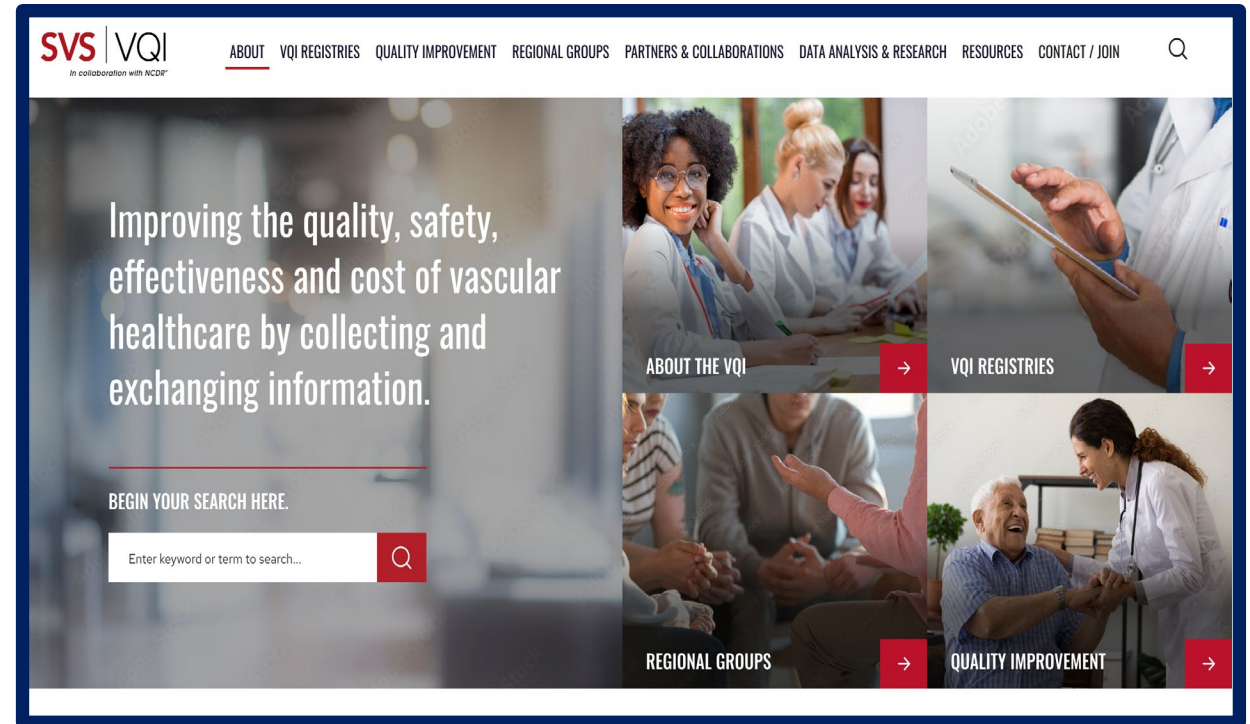 SVS VQI
In collaboration with NCDR®
ABOUT VQI REGISTRIES QUALITY IMPROVEMENT REGIONAL GROUPS PARTNERS & COLLABORATIONS DATA ANALYSIS & RESEARCH RESOURCES CONTACT / JOIN
Improving the quality, safety,
effectiveness and cost of vascular
healthcare by collecting and
exchanging information.
BEGIN YOUR SEARCH HERE.
Enter keyword or term to search...
ABOUT THE VQI
VQI REGISTRIES
REGIONAL GROUPS
QUALITY IMPROVEMENT